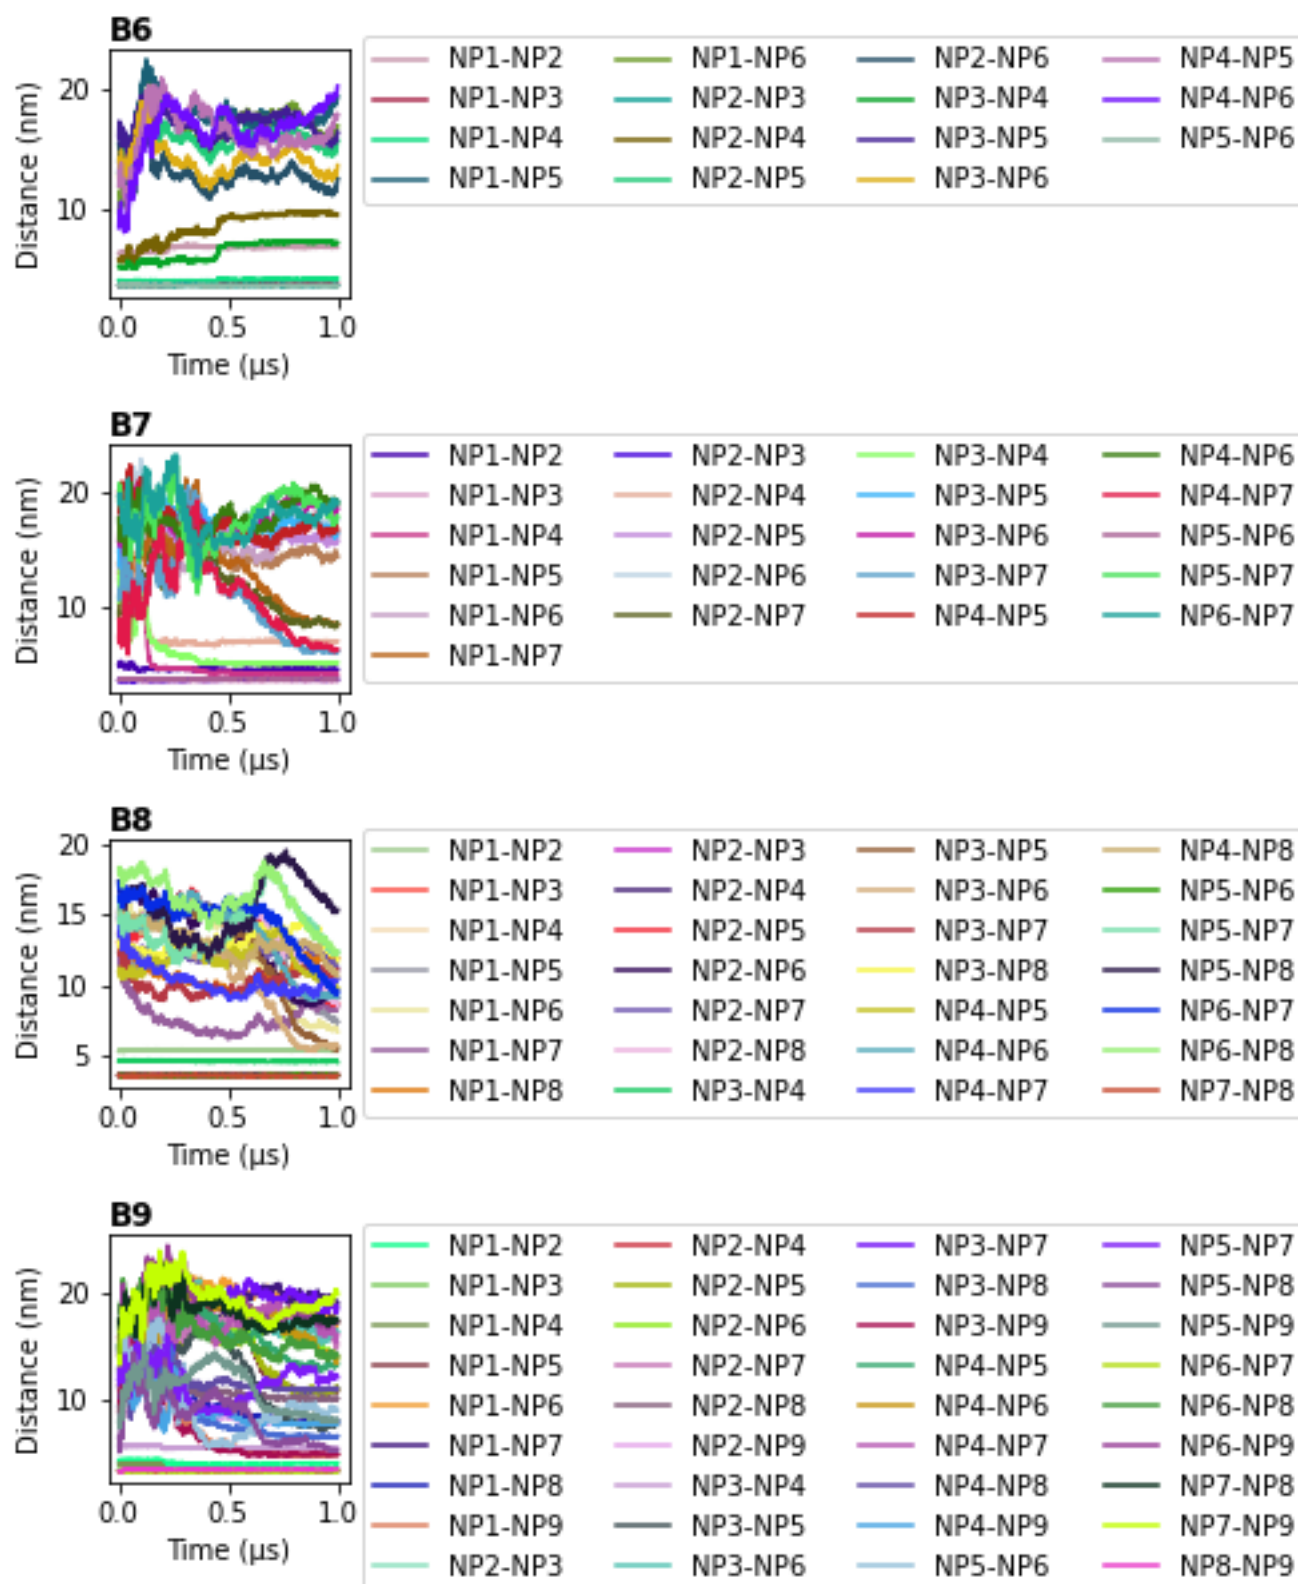 B6
NP1-NP2 NP1-NP6 NP2-NP6 NP4-NP5
NP1-NP3 NP2-NP3 NP3-NP4 NP4-NP6
NP1-NP4 NP2-NP4 NP3-NP5 NP5-NP6
NP1-NP5 NP2-NP5 NP3-NP6
Distance (nm)
20
10
0.0 0.5 1.0
Time (µs)
B7
NP1-NP2 NP2-NP3 NP3-NP4 NP4-NP6
NP1-NP3 NP2-NP4 NP3-NP5 NP4-NP7
NP1-NP4 NP2-NP5 NP3-NP6 NP5-NP6
NP1-NP5 NP2-NP6 NP3-NP7 NP5-NP7
NP1-NP6 NP2-NP7 NP4-NP5 NP6-NP7
NP1-NP7
Distance (nm)
20
10
0.0 0.5 1.0
Time (µs)
B8
NP1-NP2 NP2-NP3 NP3-NP5 NP4-NP8
NP1-NP3 NP2-NP4 NP3-NP6 NP5-NP6
NP1-NP4 NP2-NP5 NP3-NP7 NP5-NP7
NP1-NP5 NP2-NP6 NP3-NP8 NP5-NP8
NP1-NP6 NP2-NP7 NP4-NP5 NP6-NP7
NP1-NP7 NP2-NP8 NP4-NP6 NP6-NP8
NP1-NP8 NP3-NP4 NP4-NP7 NP7-NP8
Distance (nm)
20
15
10
5
0.0 0.5 1.0
Time (µs)
B9
NP1-NP2 NP2-NP4 NP3-NP7 NP5-NP7
NP1-NP3 NP2-NP5 NP3-NP8 NP5-NP8
NP1-NP4 NP2-NP6 NP3-NP9 NP5-NP9
NP1-NP5 NP2-NP7 NP4-NP5 NP6-NP7
NP1-NP6 NP2-NP8 NP4-NP6 NP6-NP8
NP1-NP7 NP2-NP9 NP4-NP7 NP6-NP9
NP1-NP8 NP3-NP4 NP4-NP8 NP7-NP8
NP1-NP9 NP3-NP5 NP4-NP9 NP7-NP9
NP2-NP3 NP3-NP6 NP5-NP6 NP8-NP9
Distance (nm)
20
10
0.0 0.5 1.0
Time (µs)